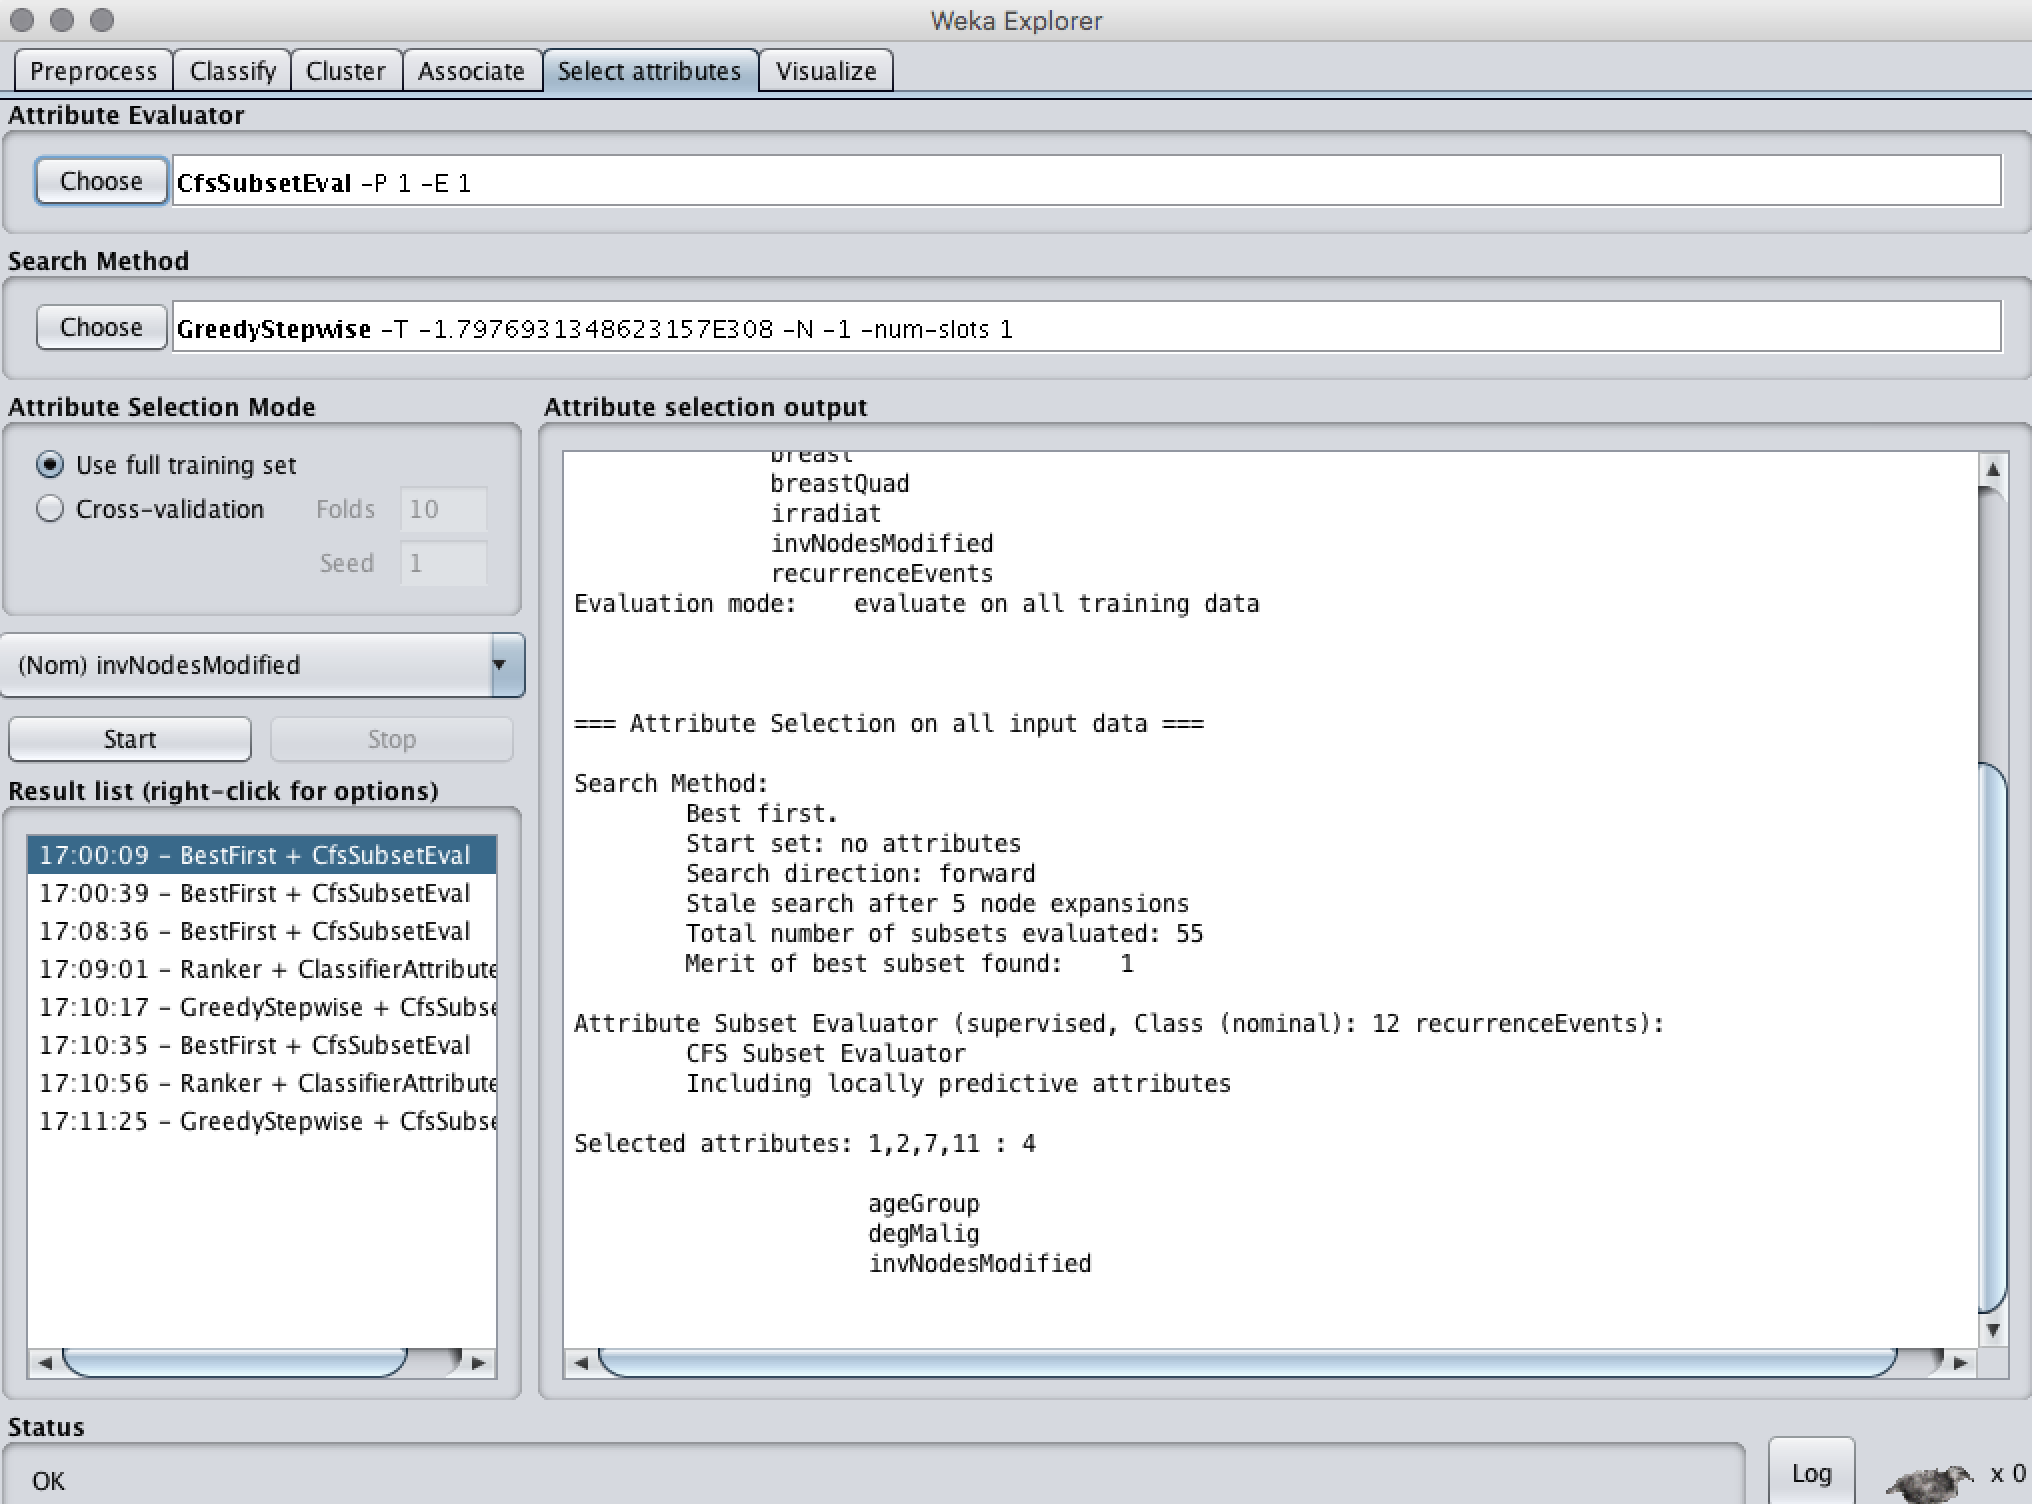 Weka Explorer
Preprocess Classify Cluster Associate Select attributes Visualize
Attribute Evaluator
Choose CfsSubsetEval -P 1 -E 1
Search Method
Choose GreedyStepwise -T -1.7976931348623157E308 -N -1 -num-slots 1
Attribute Selection Mode
Use full training set
Cross-validation Folds 10
Seed 1
(Nom) invNodesModified
Start Stop
Result list (right-click for options)
17:00:09 - BestFirst + CfsSubsetEval
17:00:39 - BestFirst + CfsSubsetEval
17:08:36 - BestFirst + CfsSubsetEval
17:09:01 - Ranker + ClassifierAttribute
17:10:17 - GreedyStepwise + CfsSubse
17:10:35 - BestFirst + CfsSubsetEval
17:10:56 - Ranker + ClassifierAttribute
17:11:25 - GreedyStepwise + CfsSubse
Attribute selection output
breast
breastQuad
irradiat
invNodesModified
recurrenceEvents
Evaluation mode: evaluate on all training data
=== Attribute Selection on all input data ===
Search Method:
Best first.
Start set: no attributes
Search direction: forward
Stale search after 5 node expansions
Total number of subsets evaluated: 55
Merit of best subset found: 1
Attribute Subset Evaluator (supervised, Class (nominal): 12 recurrenceEvents):
CFS Subset Evaluator
Including locally predictive attributes
Selected attributes: 1,2,7,11 : 4
ageGroup
degMalig
invNodesModified
Status
OK
Log x 0